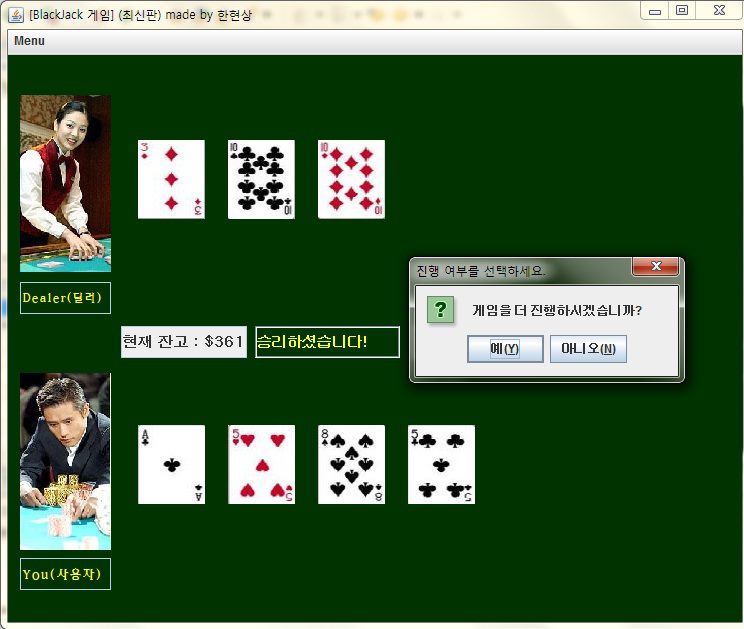 [BlackJack 게임] (최신판) made by 한현상
Menu
3
3
10
10
10
10
Dealer(딜러)
진행 여부를 선택하세요.
?
게임을 더 진행하시겠습니까?
예(Y)
아니오(N)
현재 잔고 : $361
승리하셨습니다!
A
A
5
5
8
8
5
5
You(사용자)